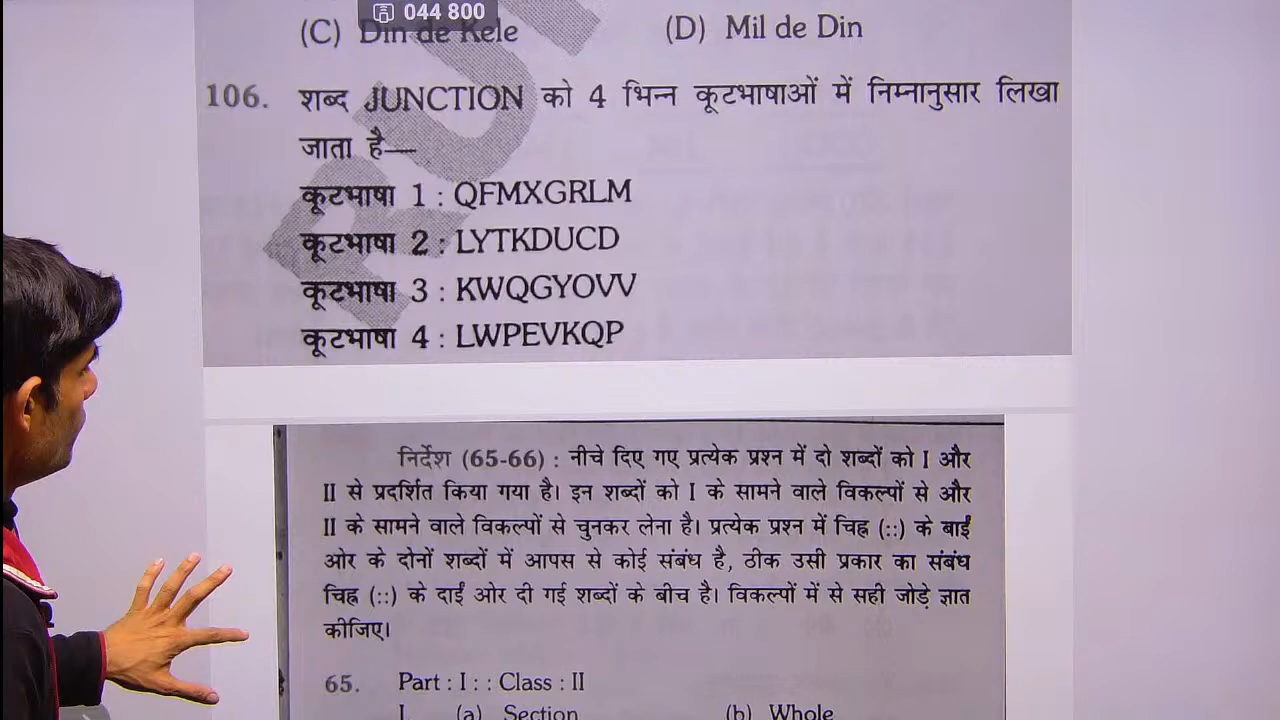 044 800
(C) Din de Kele (D) Mil de Din
106. शब्द JUNCTION को 4 भिन्न कूटभाषाओं में निम्नानुसार लिखा
जाता है—
कूटभाषा 1 : QFMXGRLM
कूटभाषा 2 : LYTKDUCD
कूटभाषा 3 : KWQGYOVV
कूटभाषा 4 : LWPEVKQP
निर्देश (65-66) : नीचे दिए गए प्रत्येक प्रश्न में दो शब्दों को I और
II से प्रदर्शित किया गया है। इन शब्दों को I के सामने वाले विकल्पों से और
II के सामने वाले विकल्पों से चुनकर लेना है। प्रत्येक प्रश्न में चिह्न (::) के बाईं
ओर के दोनों शब्दों में आपस से कोई संबंध है, ठीक उसी प्रकार का संबंध
चिह्न (::) के दाईं ओर दी गई शब्दों के बीच है। विकल्पों में से सही जोड़े ज्ञात
कीजिए।
65. Part : I : : Class : II
I. (a) Section (b) Whole